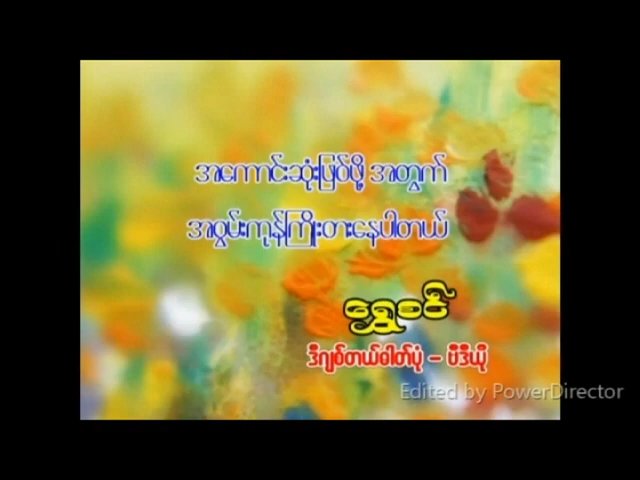 အကောင်းဆုံးဖြစ်ဖို့ အတွက်
အစွမ်းကုန်ကြိုးစားနေပါတယ်
ရွှေစင်
ဒီဂျစ်တယ်ဓါတ်ပုံ – ဗီဒီယို
Edited by PowerDirector